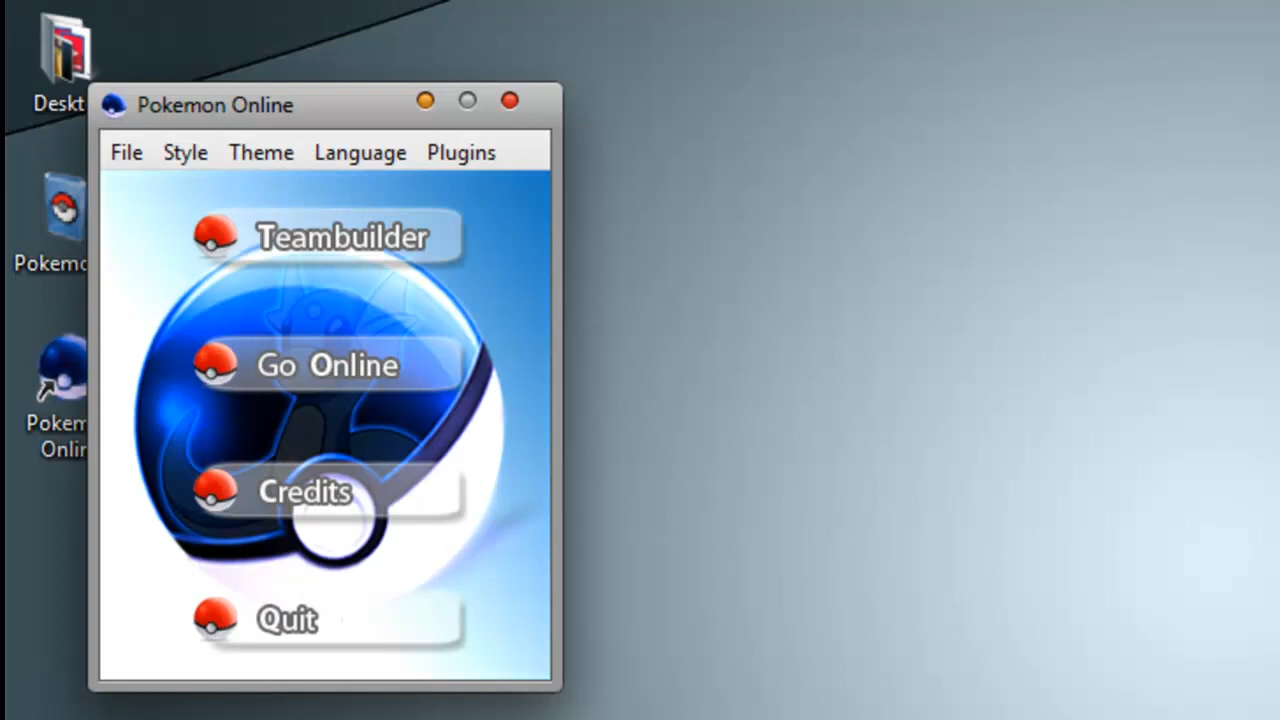 Deskt
Pokemon Online
File Style Theme Language Plugins
Teambuilder
Pokemo
Go Online
Pokem
Onlin
Credits
Quit